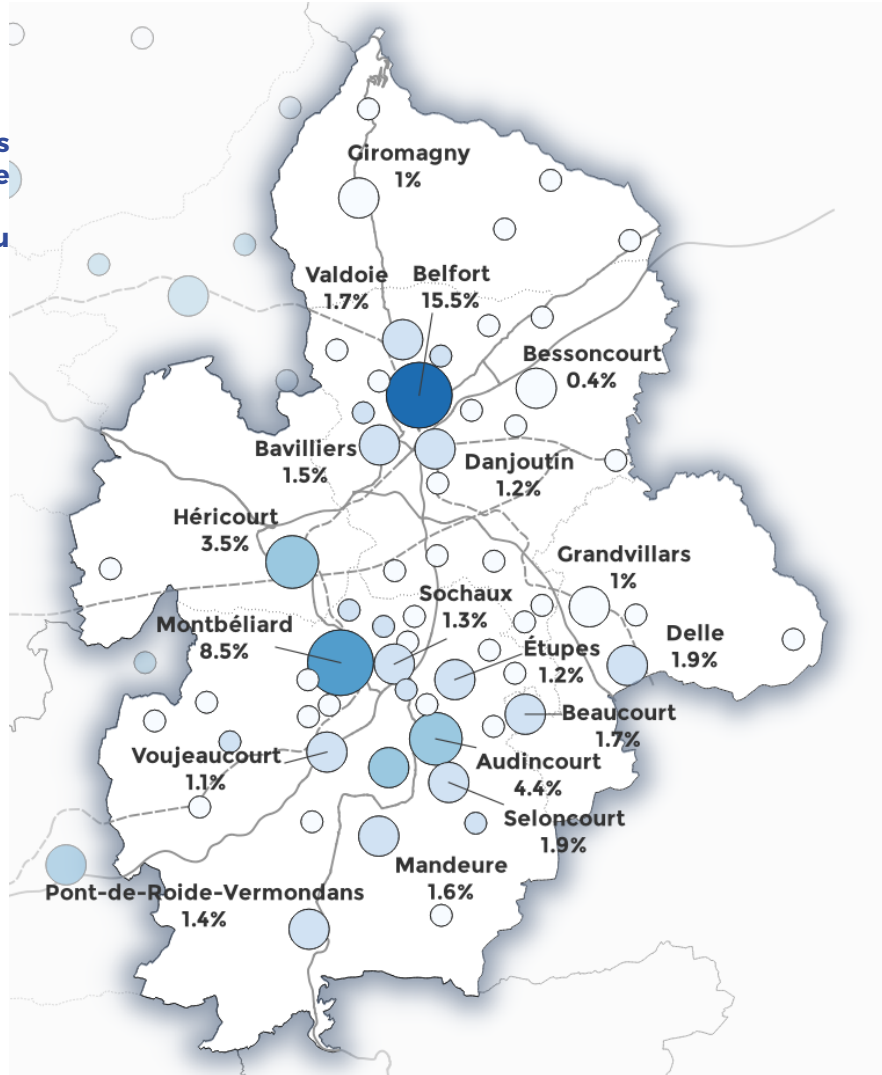 s
e
u
Giromagny
1%
Valdoie
1.7%
Belfort
15.5%
Bessoncourt
0.4%
Bavilliers
1.5%
Danjoutin
1.2%
Héricourt
3.5%
Grandvillars
1%
Sochaux
1.3%
Montbéliard
8.5%
Delle
1.9%
Étupes
1.2%
Beaucourt
1.7%
Voujeaucourt
1.1%
Audincourt
4.4%
Seloncourt
1.9%
Mandeure
1.6%
Pont-de-Roide-Vermondans
1.4%